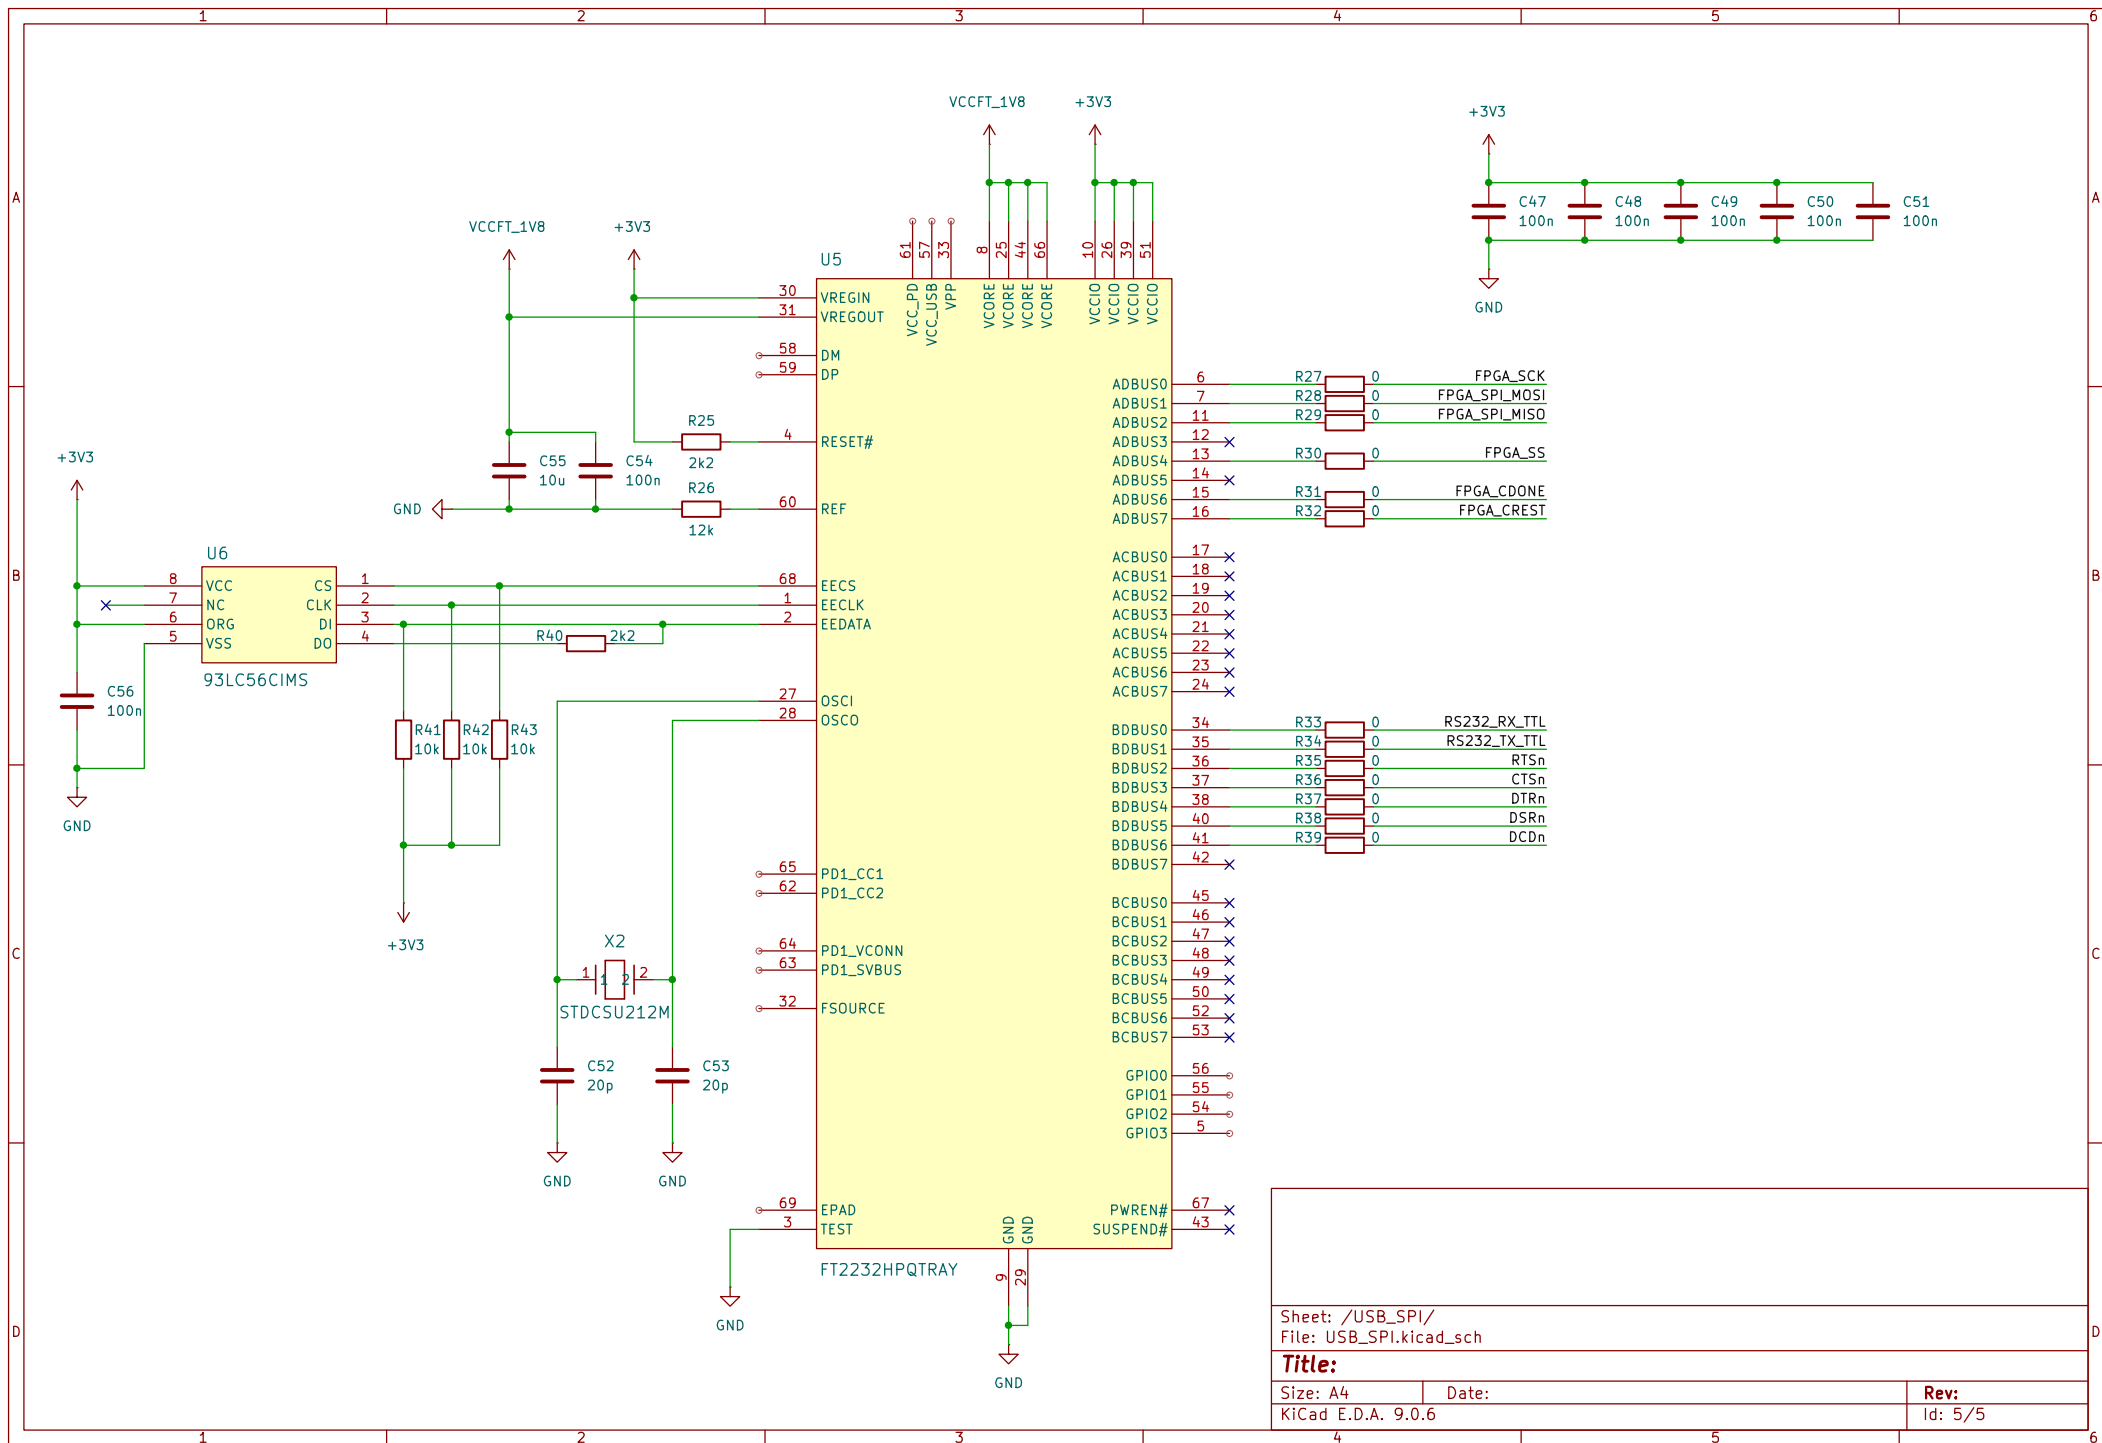 1 2 3 4 5 6
A
B
C
D
A
B
C
D
VCCFT_1V8
+3V3
+3V3
VCCFT_1V8
+3V3
+3V3
GND
C47
100n
C48
100n
C49
100n
C50
100n
C51
100n
U5
61 VCC_PD
57 VCC_USB
33 VPP
8 VCORE
25 VCORE
44 VCORE
66 VCORE
10 VCCIO
26 VCCIO
39 VCCIO
51 VCCIO
30 VREGIN
31 VREGOUT
58 DM
59 DP
4 RESET#
60 REF
68 EECS
1 EECLK
2 EEDATA
27 OSCI
28 OSCO
65 PD1_CC1
62 PD1_CC2
64 PD1_VCONN
63 PD1_SVBUS
32 FSOURCE
69 EPAD
3 TEST
GND 9
GND 29
FT2232HPQTRAY
GND
GND
R25
2k2
R26
12k
C55
10u
C54
100n
GND
U6
8 VCC CS 1
7 NC CLK 2
6 ORG DI 3
5 VSS DO 4
93LC56CIMS
C56
100n
GND
R40 2k2
R41
10k
R42
10k
R43
10k
+3V3
X2
1 1 2 2
STDCSU212M
C52
20p
C53
20p
GND
GND
ADBUS0 6 R27 0 FPGA_SCK
ADBUS1 7 R28 0 FPGA_SPI_MOSI
ADBUS2 11 R29 0 FPGA_SPI_MISO
ADBUS3 12
ADBUS4 13 R30 0 FPGA_SS
ADBUS5 14
ADBUS6 15 R31 0 FPGA_CDONE
ADBUS7 16 R32 0 FPGA_CREST
ACBUS0 17
ACBUS1 18
ACBUS2 19
ACBUS3 20
ACBUS4 21
ACBUS5 22
ACBUS6 23
ACBUS7 24
BDBUS0 34 R33 0 RS232_RX_TTL
BDBUS1 35 R34 0 RS232_TX_TTL
BDBUS2 36 R35 0 RTSn
BDBUS3 37 R36 0 CTSn
BDBUS4 38 R37 0 DTRn
BDBUS5 40 R38 0 DSRn
BDBUS6 41 R39 0 DCDn
BDBUS7 42
BCBUS0 45
BCBUS1 46
BCBUS2 47
BCBUS3 48
BCBUS4 49
BCBUS5 50
BCBUS6 52
BCBUS7 53
GPIO0 56
GPIO1 55
GPIO2 54
GPIO3 5
PWREN# 67
SUSPEND# 43
Sheet: /USB_SPI/
File: USB_SPI.kicad_sch
Title:
Size: A4 Date: Rev:
KiCad E.D.A. 9.0.6 Id: 5/5
1 2 3 4 5 6